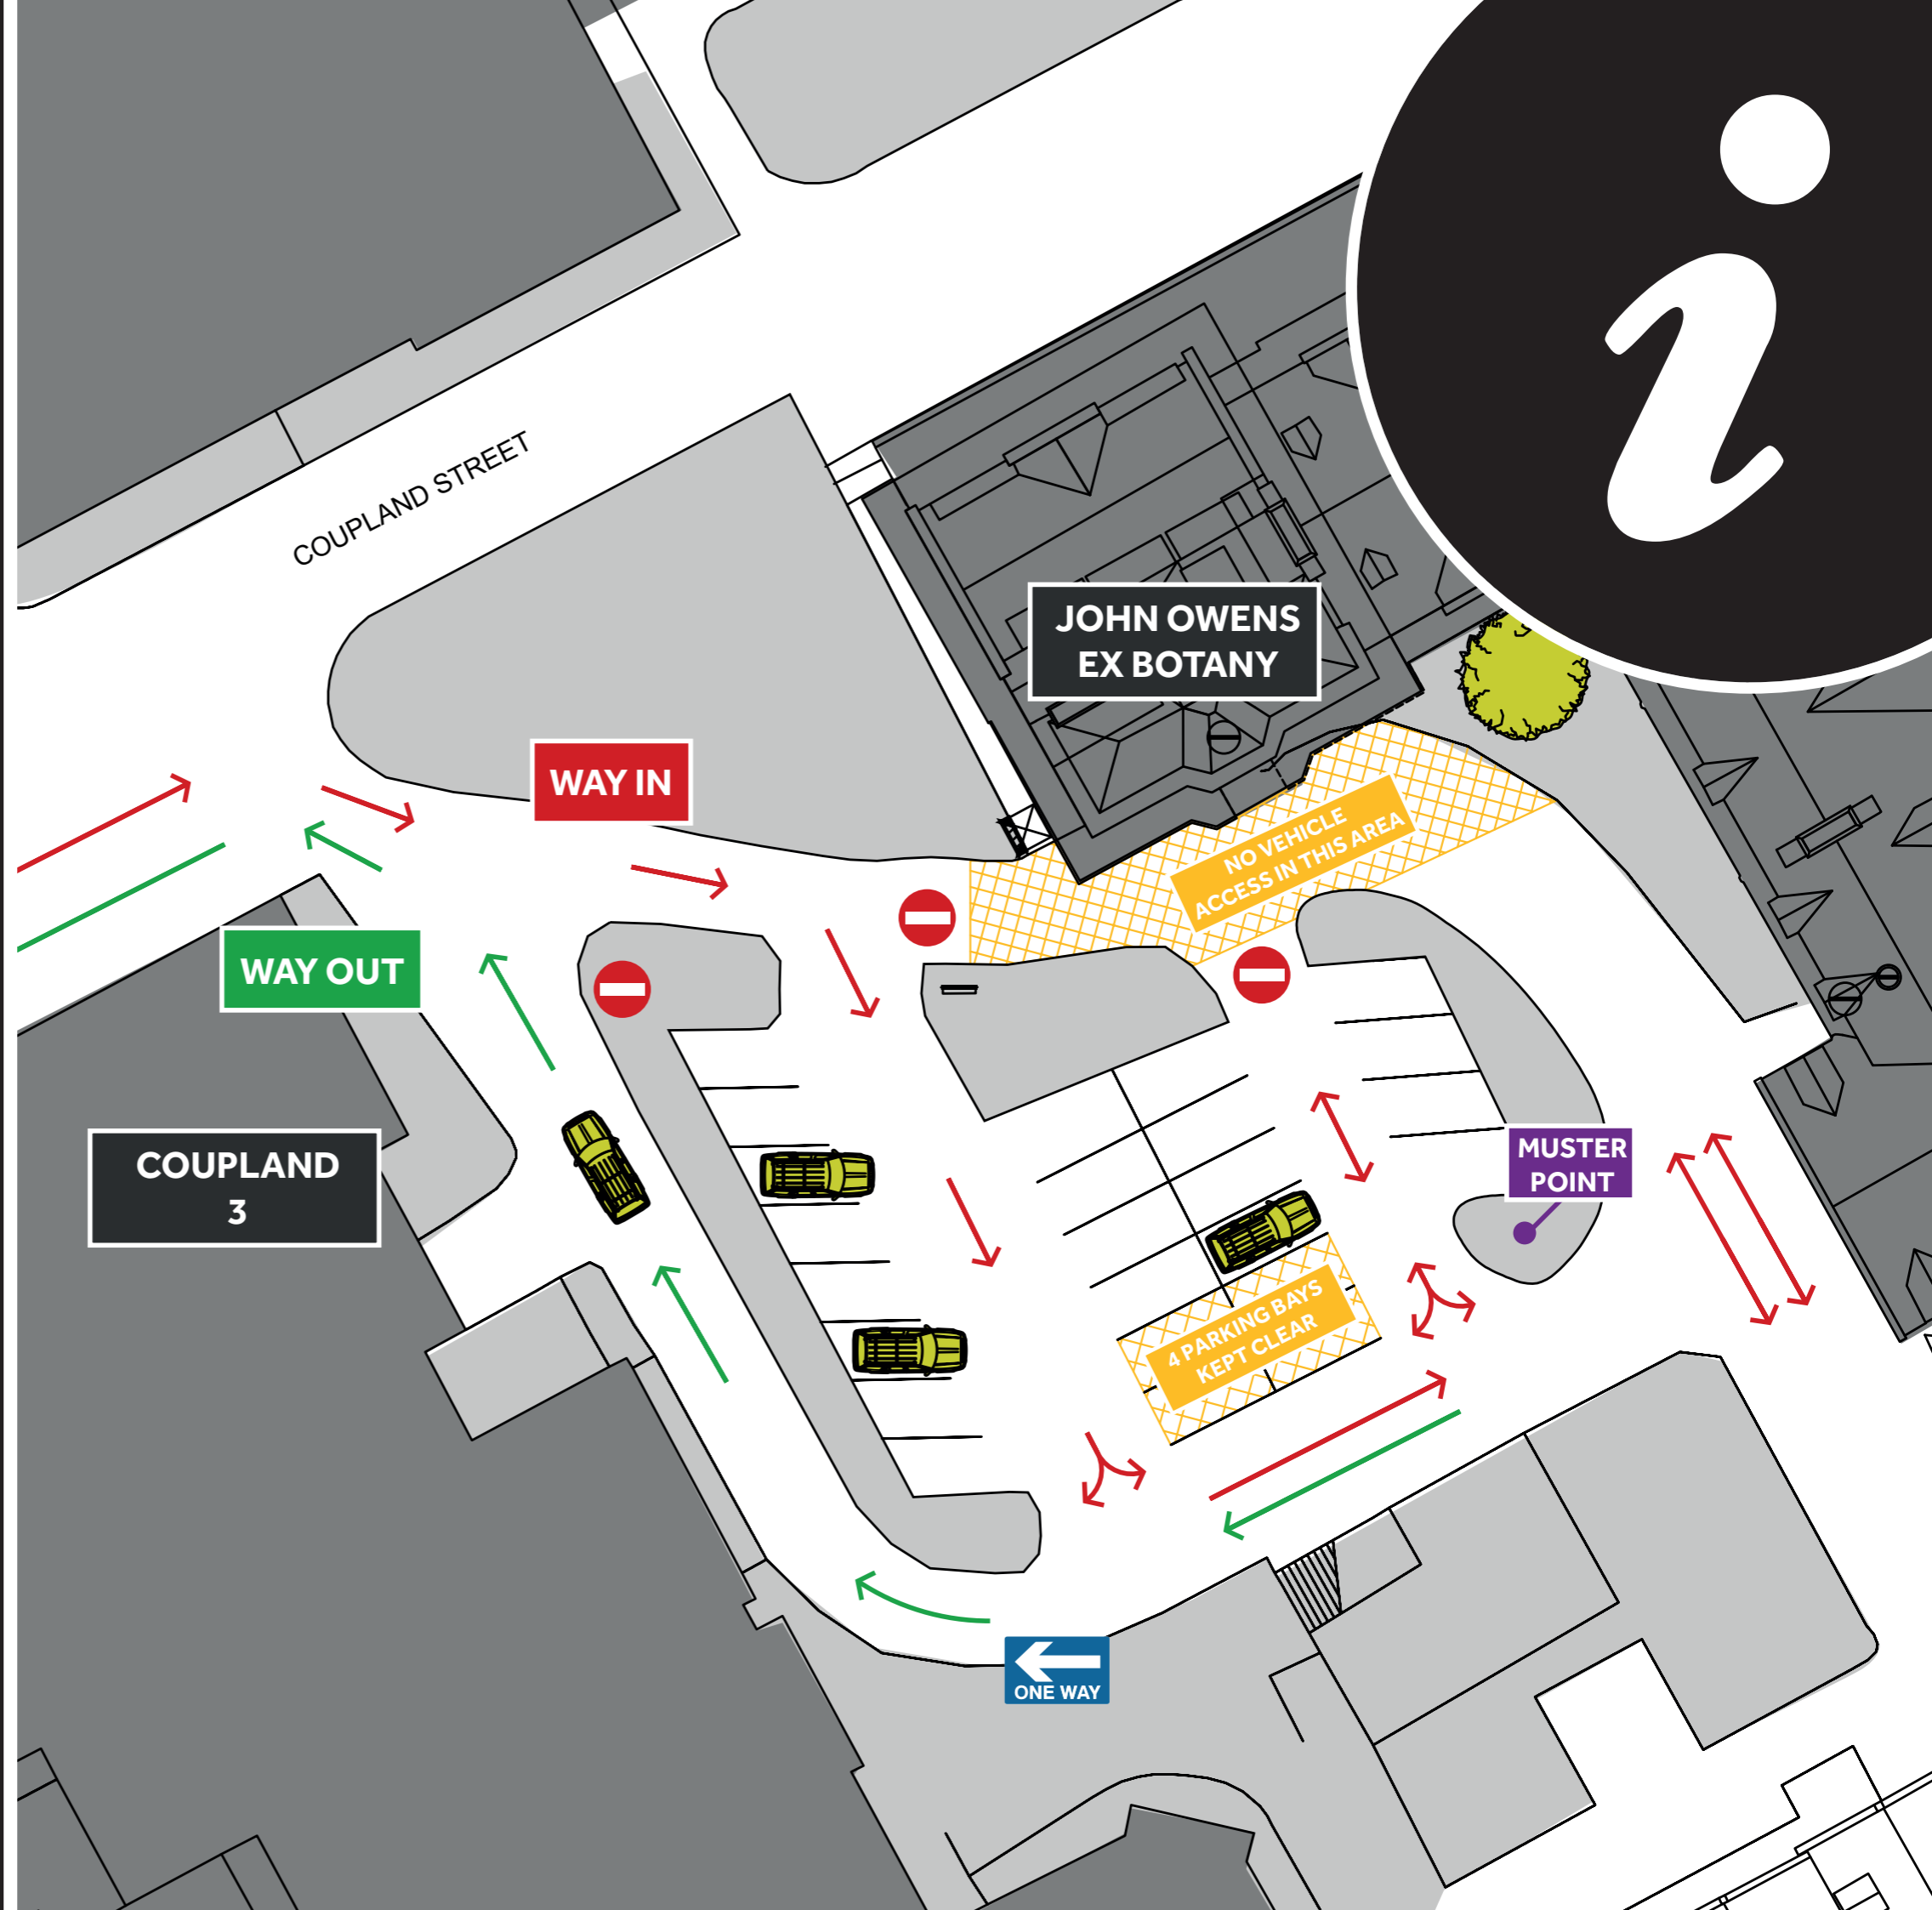 i
COUPLAND STREET
JOHN OWENS
EX BOTANY
WAY IN
NO VEHICLE
ACCESS IN THIS AREA
WAY OUT
COUPLAND
3
MUSTER
POINT
4 PARKING BAYS
KEPT CLEAR
ONE WAY